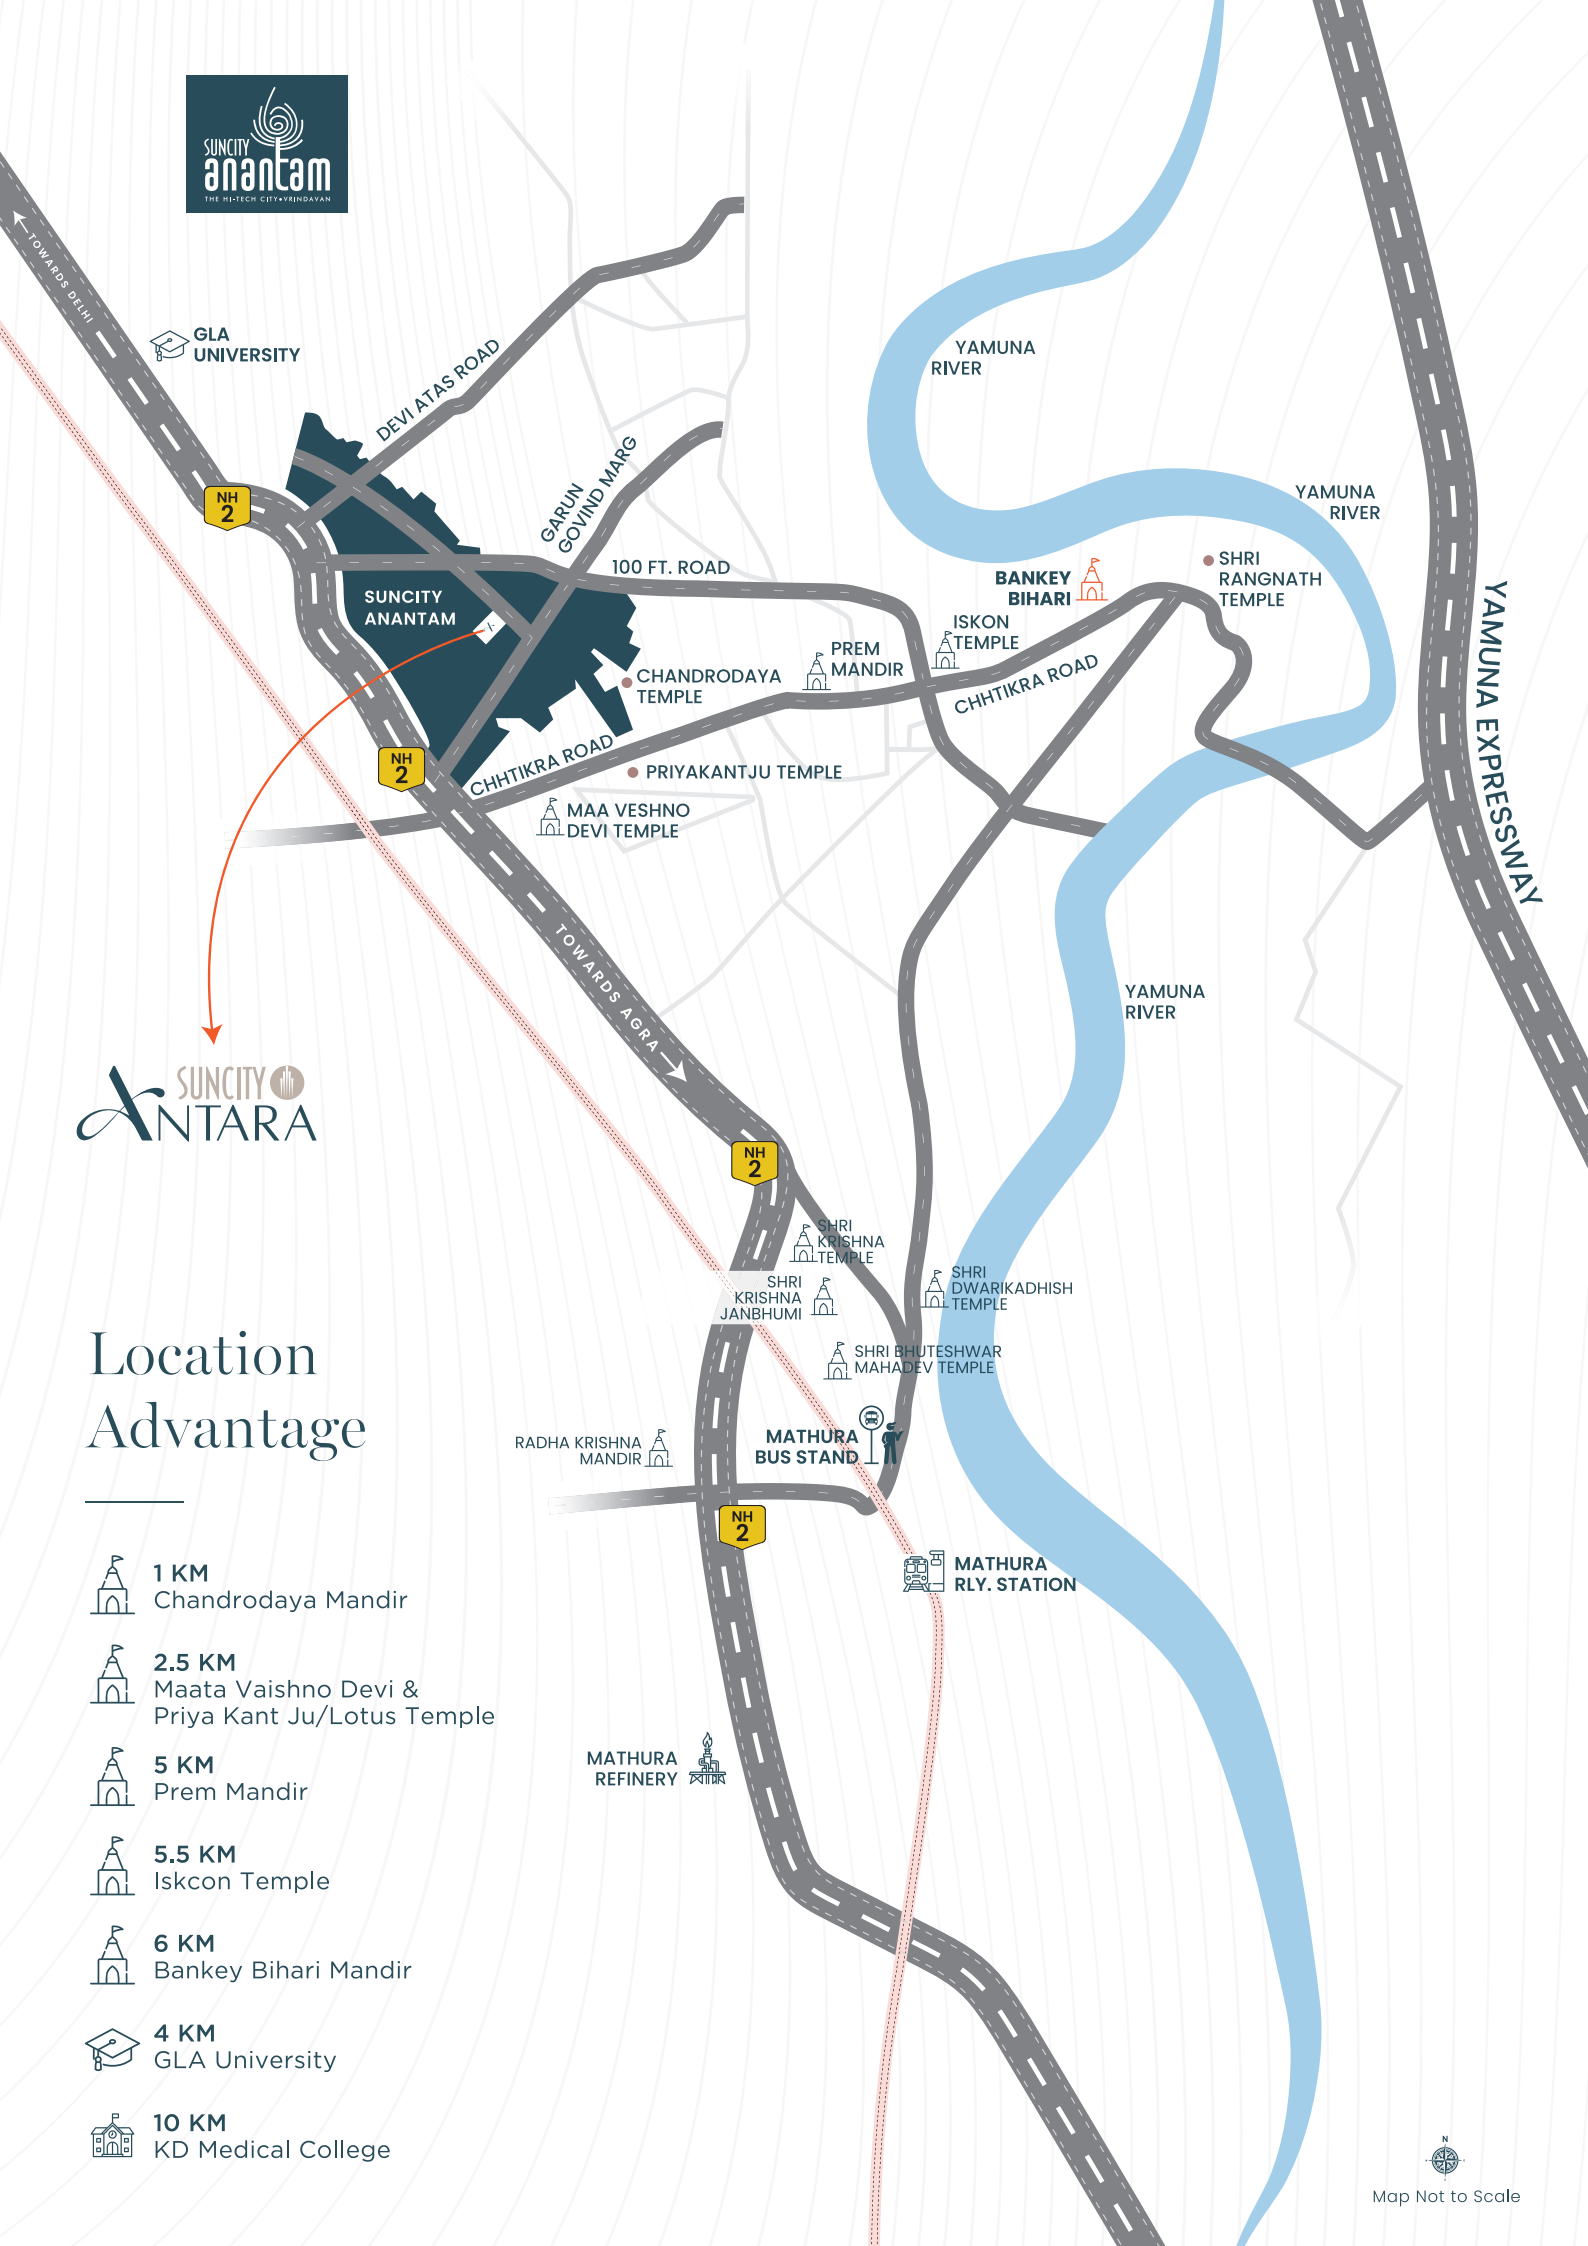 SUNCITY
anantam
THE HI-TECH CITY•VRINDAVAN
TOWARDS DELHI
GLA
UNIVERSITY
DEVI ATAS ROAD
NH
2
GARUN
GOVIND MARG
100 FT. ROAD
SUNCITY
ANANTAM
YAMUNA
RIVER
YAMUNA
RIVER
BANKEY
BIHARI
SHRI
RANGNATH
TEMPLE
ISKON
TEMPLE
PREM
MANDIR
CHANDRODAYA
TEMPLE
CHHTIKRA ROAD
YAMUNA EXPRESSWAY
NH
2
CHHTIKRA ROAD
PRIYAKANTJU TEMPLE
MAA VESHNO
DEVI TEMPLE
TOWARDS AGRA
YAMUNA
RIVER
SUNCITY
ANTARA
NH
2
SHRI
KRISHNA
TEMPLE
SHRI
KRISHNA
JANBHUMI
SHRI
DWARIKADHISH
TEMPLE
SHRI BHUTESHWAR
MAHADEV TEMPLE
RADHA KRISHNA
MANDIR
MATHURA
BUS STAND
NH
2
MATHURA
RLY. STATION
MATHURA
REFINERY
Location
Advantage
1 KM
Chandrodaya Mandir
2.5 KM
Maata Vaishno Devi &
Priya Kant Ju/Lotus Temple
5 KM
Prem Mandir
5.5 KM
Iskcon Temple
6 KM
Bankey Bihari Mandir
4 KM
GLA University
10 KM
KD Medical College
N
Map Not to Scale